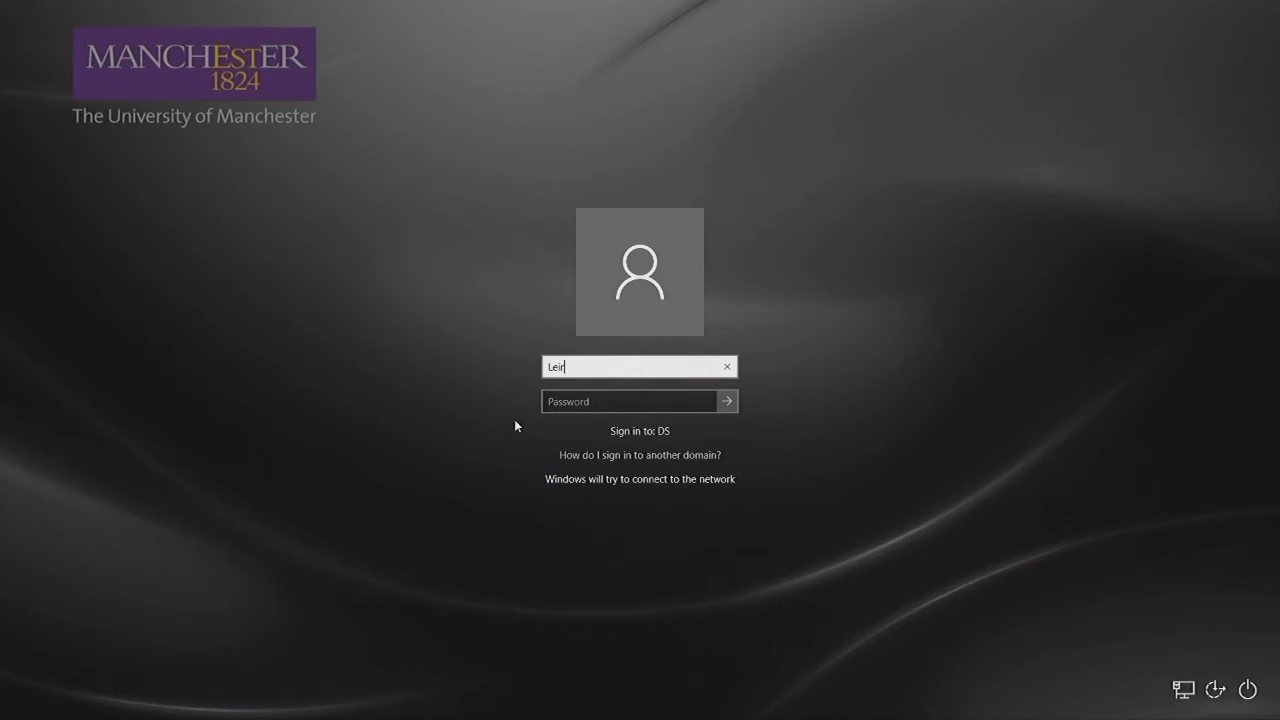 MANCHESTER
1824
The University of Manchester
Leir
Password
Sign in to: DS
How do I sign in to another domain?
Windows will try to connect to the network